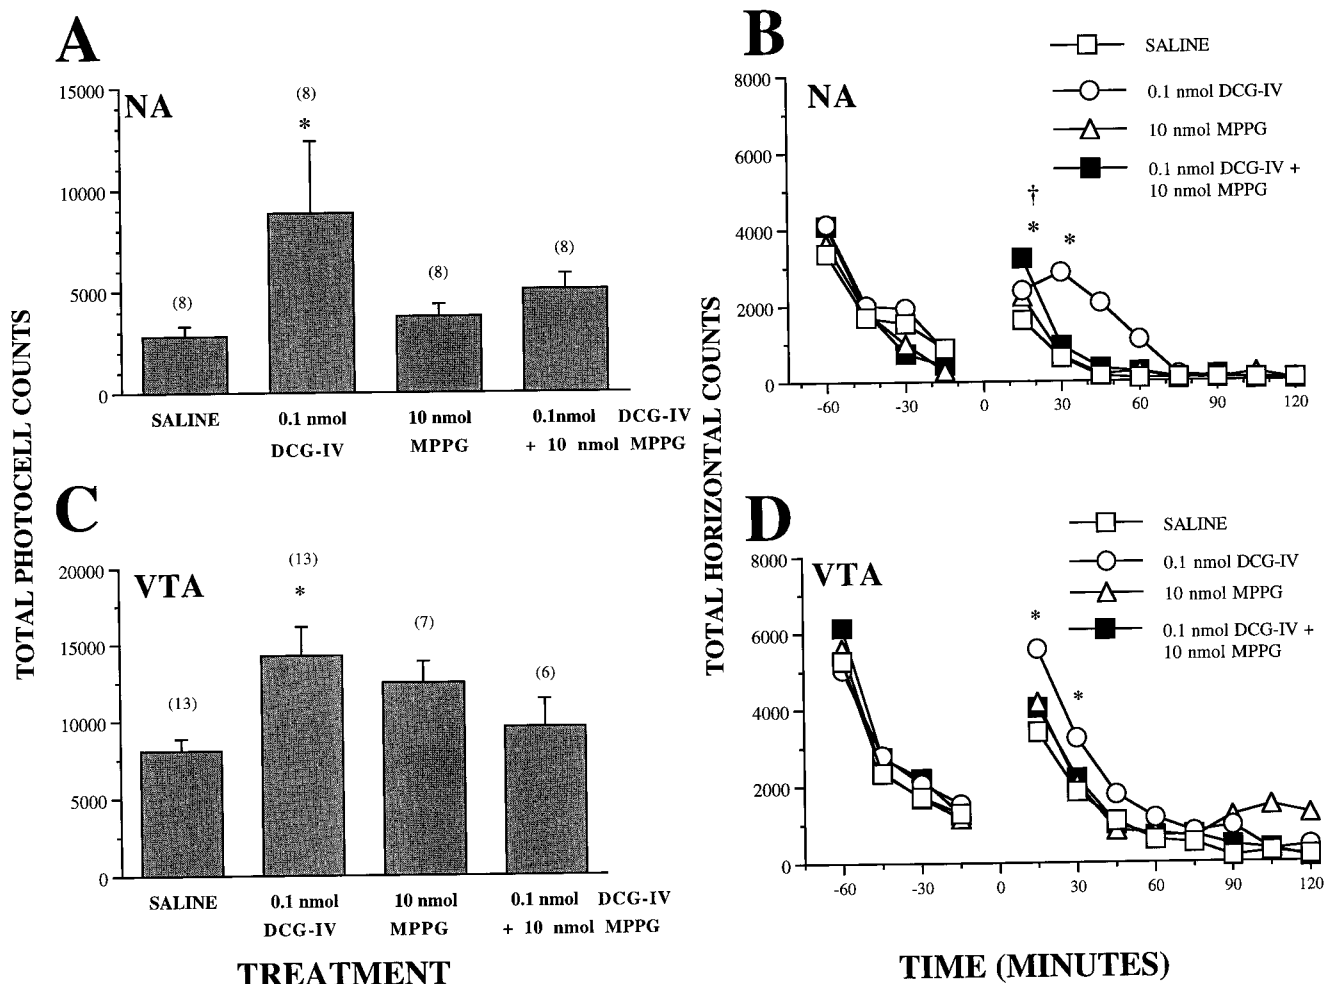 A
NA
15000
10000
5000
0
(8)
(8)
*
(8)
(8)
SALINE
0.1 nmol
DCG-IV
10 nmol
MPPG
0.1nmol DCG-IV
+ 10 nmol MPPG
TOTAL PHOTOCELL COUNTS
B
NA
SALINE
0.1 nmol DCG-IV
10 nmol MPPG
0.1 nmol DCG-IV +
10 nmol MPPG
8000
6000
4000
2000
0
†
*
*
-60 -30 0 30 60 90 120
TOTAL HORIZONTAL COUNTS
C
VTA
20000
15000
10000
5000
0
(13)
(13)
*
(7)
(6)
SALINE
0.1 nmol
DCG-IV
10 nmol
MPPG
0.1 nmol DCG-IV
+ 10 nmol MPPG
TREATMENT
D
VTA
SALINE
0.1 nmol DCG-IV
10 nmol MPPG
0.1 nmol DCG-IV +
10 nmol MPPG
8000
6000
4000
2000
0
*
*
-60 -30 0 30 60 90 120
TIME (MINUTES)